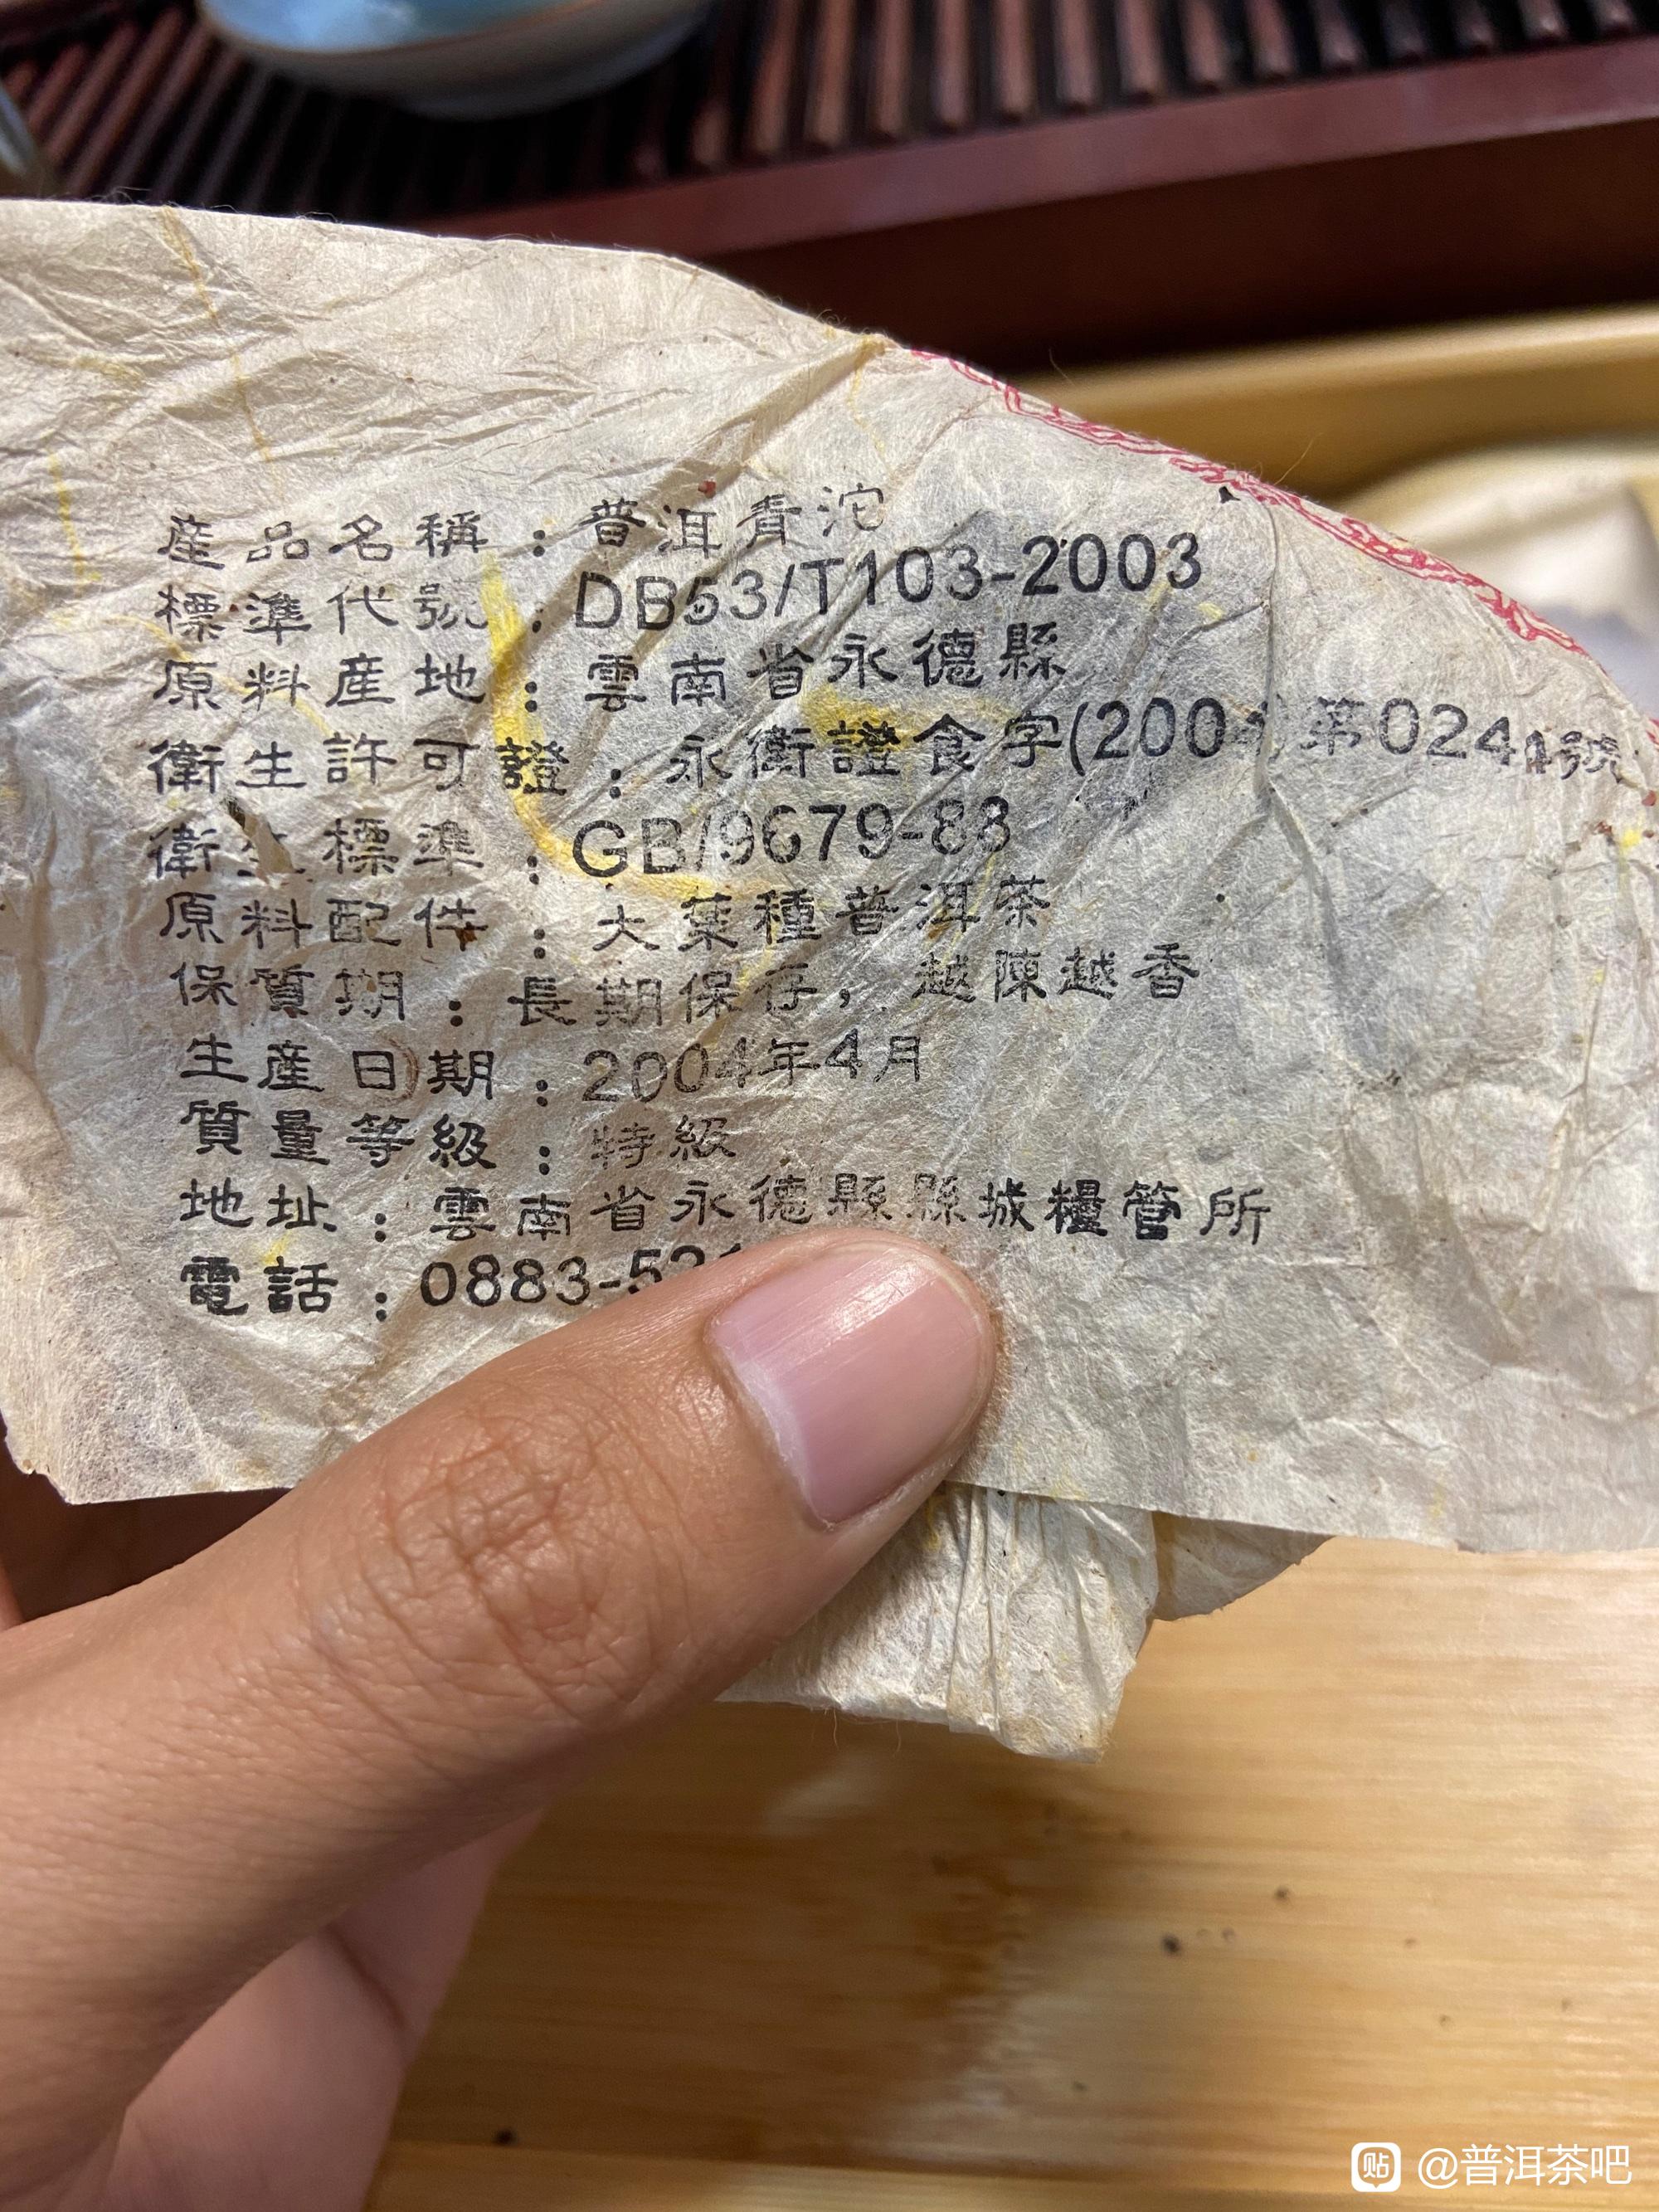 產品名稱：普洱青沱
標準代號：DB53/T103-2003
原料產地：雲南省永德縣
衛生許可證：永衛證食字(2004)第024號
衛生標準：GB/9679-88
原料配件：大葉種普洱茶
保質期：長期保存，越陳越香
生產日期：2004年4月
質量等級：特級
地址：雲南省永德縣縣城糧管所
電話：0883-521
貼 @普洱茶吧